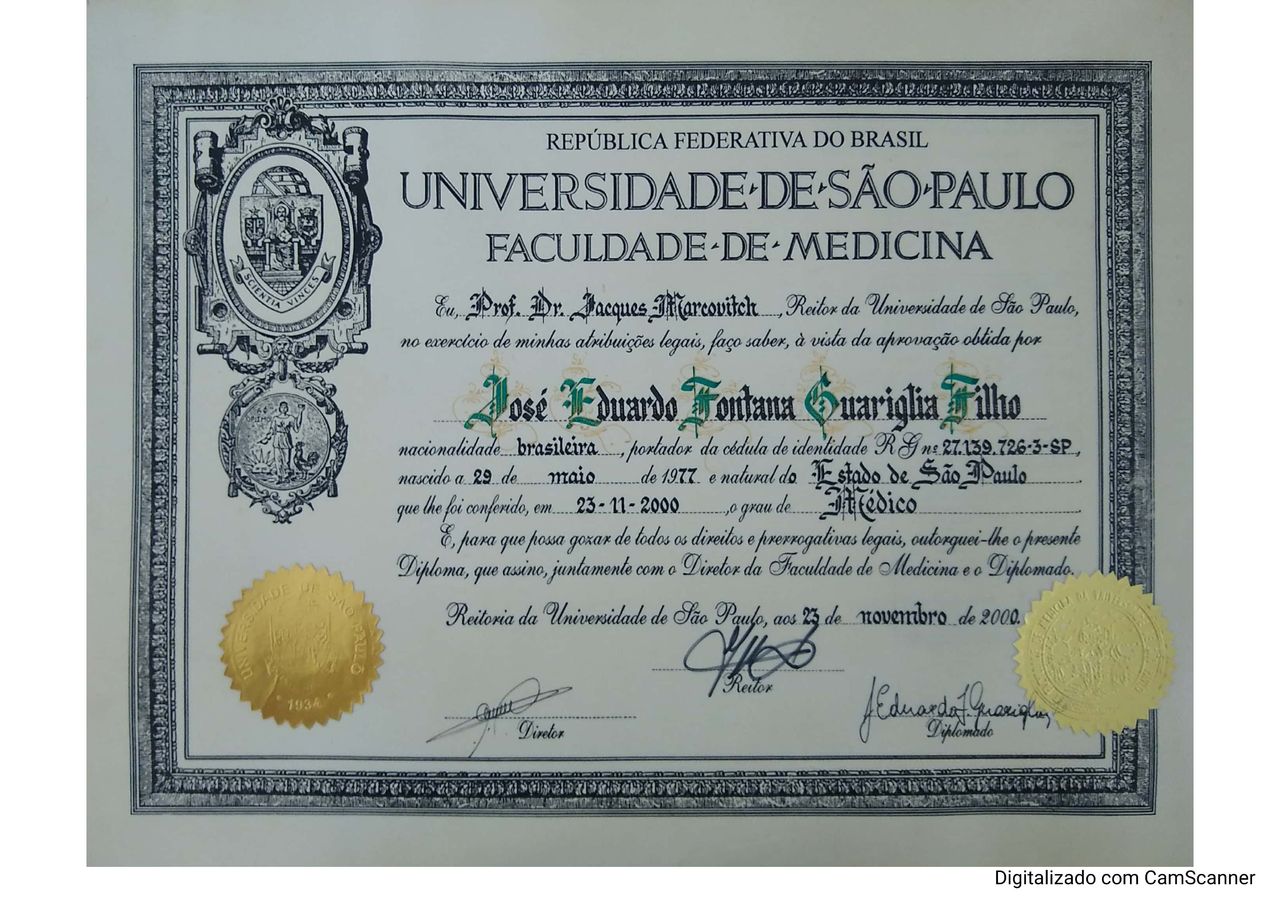 REPÚBLICA FEDERATIVA DO BRASIL
UNIVERSIDADE·DE·SÃO·PAULO
FACULDADE·DE·MEDICINA
SCIENTIA VINCES
Eu, Prof. Dr. Jacques Marcovitch, Reitor da Universidade de São Paulo,
no exercício de minhas atribuições legais, faço saber, à vista da aprovação obtida por
José Eduardo Fontana Guariglia Filho
nacionalidade brasileira, portador da cédula de identidade RG nº 27.139.726-3-SP,
nascido a 29 de maio de 1977 e natural do Estado de São Paulo
que lhe foi conferido, em 23-11-2000, o grau de Médico
E, para que possa gozar de todos os direitos e prerrogativas legais, outorguei-lhe o presente
Diploma, que assino, juntamente com o Diretor da Faculdade de Medicina e o Diplomado.
Reitoria da Universidade de São Paulo, aos 23 de novembro de 2000.
UNIVERSIDADE DE SÃO PAULO
1934
Reitor
JEduardo F. Guariglia
Diretor
Diplomado
Digitalizado com CamScanner